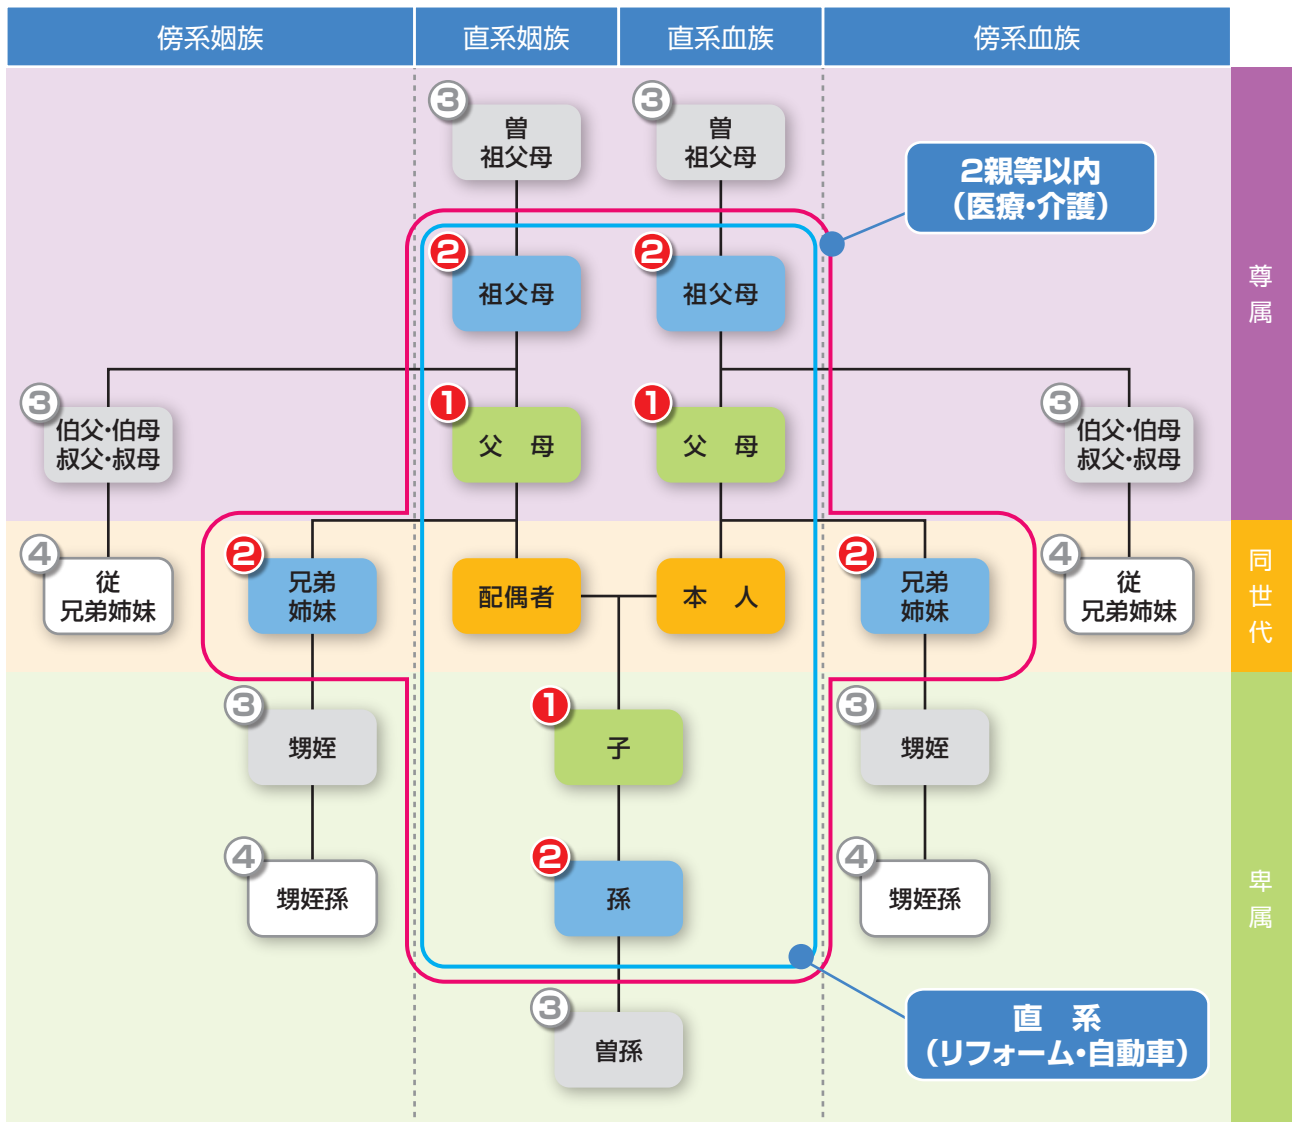 傍系姻族
直系姻族
直系血族
傍系血族
3
曽
祖父母
3
曽
祖父母
2親等以内
（医療・介護）
2
祖父母
2
祖父母
尊属
3
伯父・伯母
叔父・叔母
1
父　母
1
父　母
3
伯父・伯母
叔父・叔母
4
従
兄弟姉妹
2
兄弟
姉妹
配偶者
本　人
2
兄弟
姉妹
4
従
兄弟姉妹
同世代
3
甥姪
1
子
3
甥姪
4
甥姪孫
2
孫
4
甥姪孫
卑属
3
曽孫
直　系
（リフォーム・自動車）